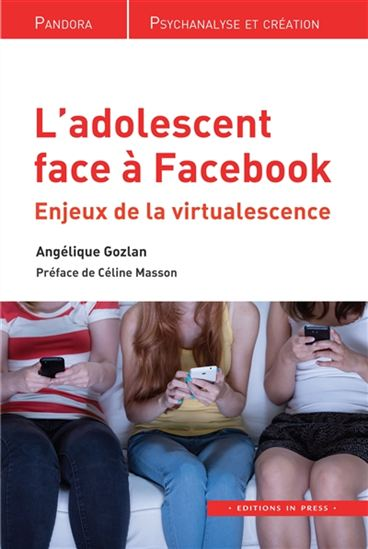 PANDORA
PSYCHANALYSE ET CRÉATION
L'adolescent
face à Facebook
Enjeux de la virtualescence
Angélique Gozlan
Préface de Céline Masson
• EDITIONS IN PRESS •